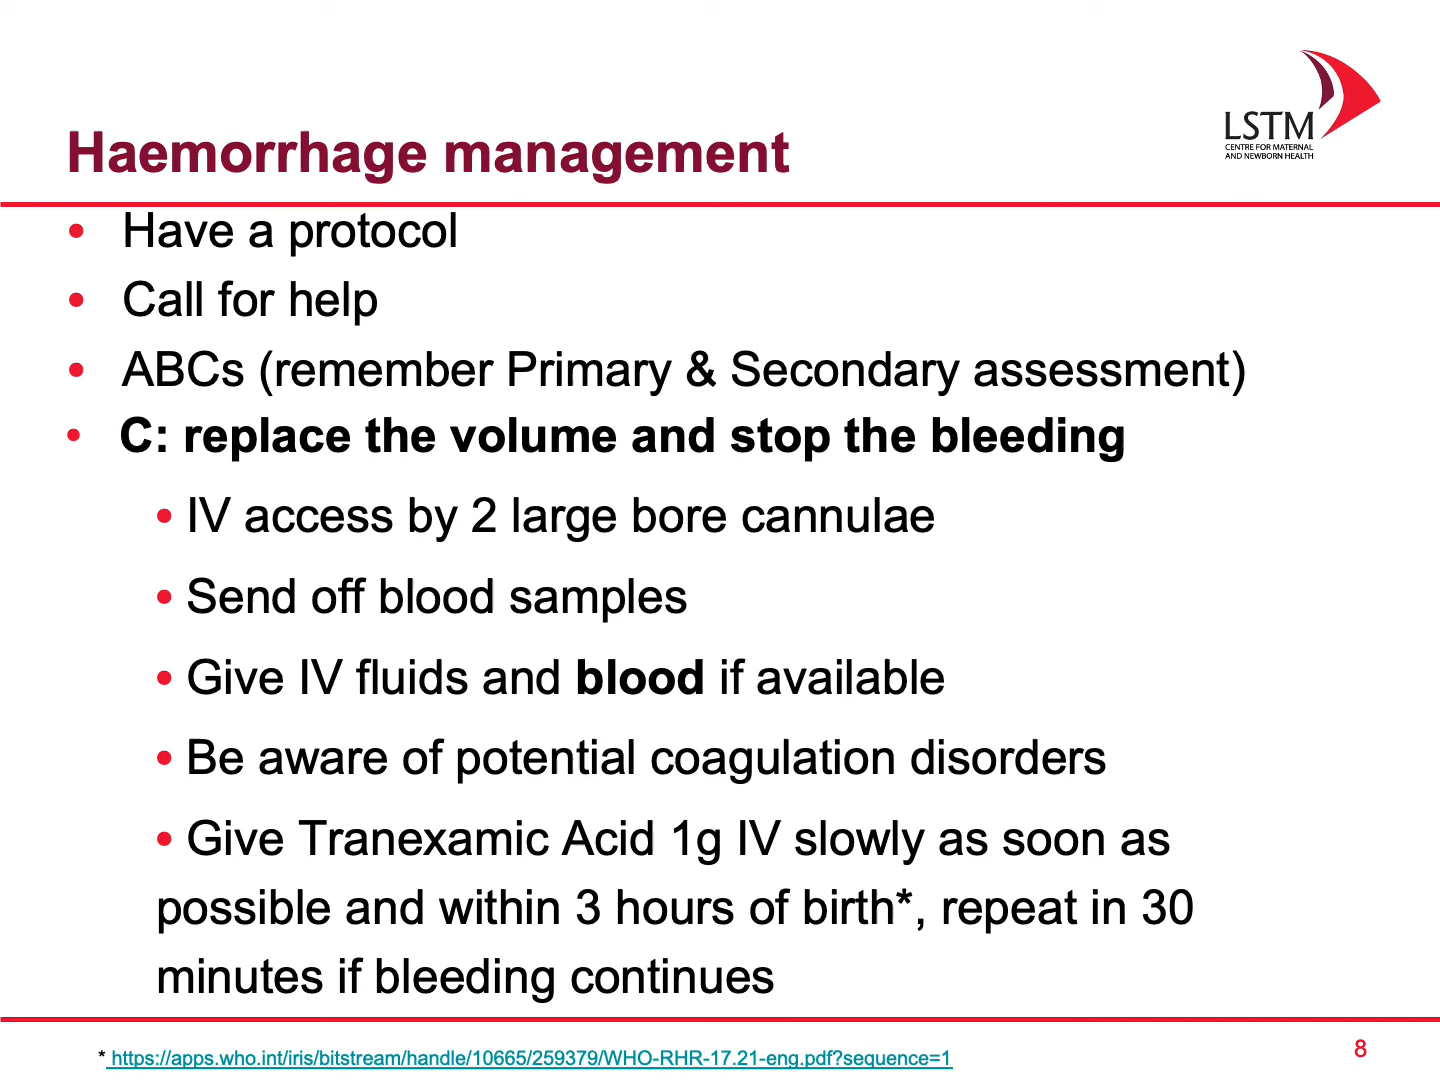 LSTM
CENTRE FOR MATERNAL
AND NEWBORN HEALTH
Haemorrhage management
• Have a protocol
• Call for help
• ABCs (remember Primary & Secondary assessment)
• C: replace the volume and stop the bleeding
• IV access by 2 large bore cannulae
• Send off blood samples
• Give IV fluids and blood if available
• Be aware of potential coagulation disorders
• Give Tranexamic Acid 1g IV slowly as soon as
possible and within 3 hours of birth*, repeat in 30
minutes if bleeding continues
* https://apps.who.int/iris/bitstream/handle/10665/259379/WHO-RHR-17.21-eng.pdf?sequence=1
8